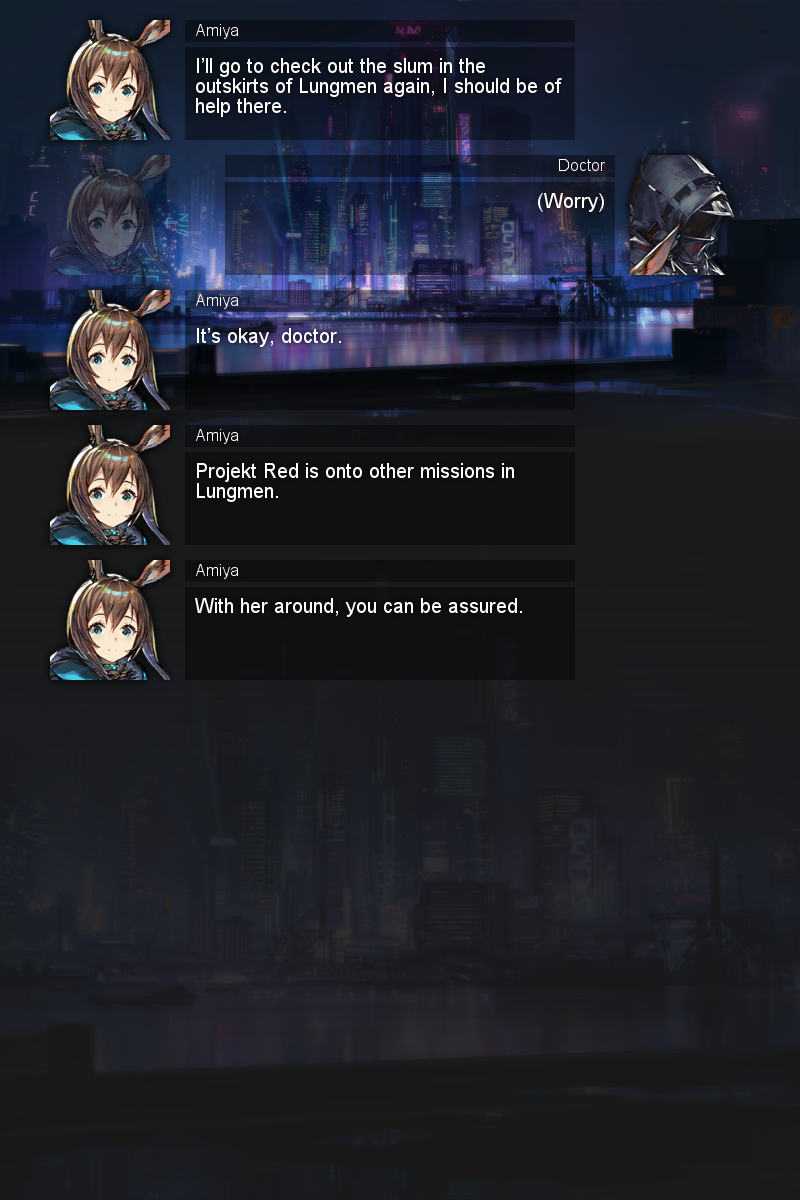 Amiya
I'll go to check out the slum in the
outskirts of Lungmen again, I should be of
help there.
Doctor
(Worry)
Amiya
It's okay, doctor.
Amiya
Projekt Red is onto other missions in
Lungmen.
Amiya
With her around, you can be assured.